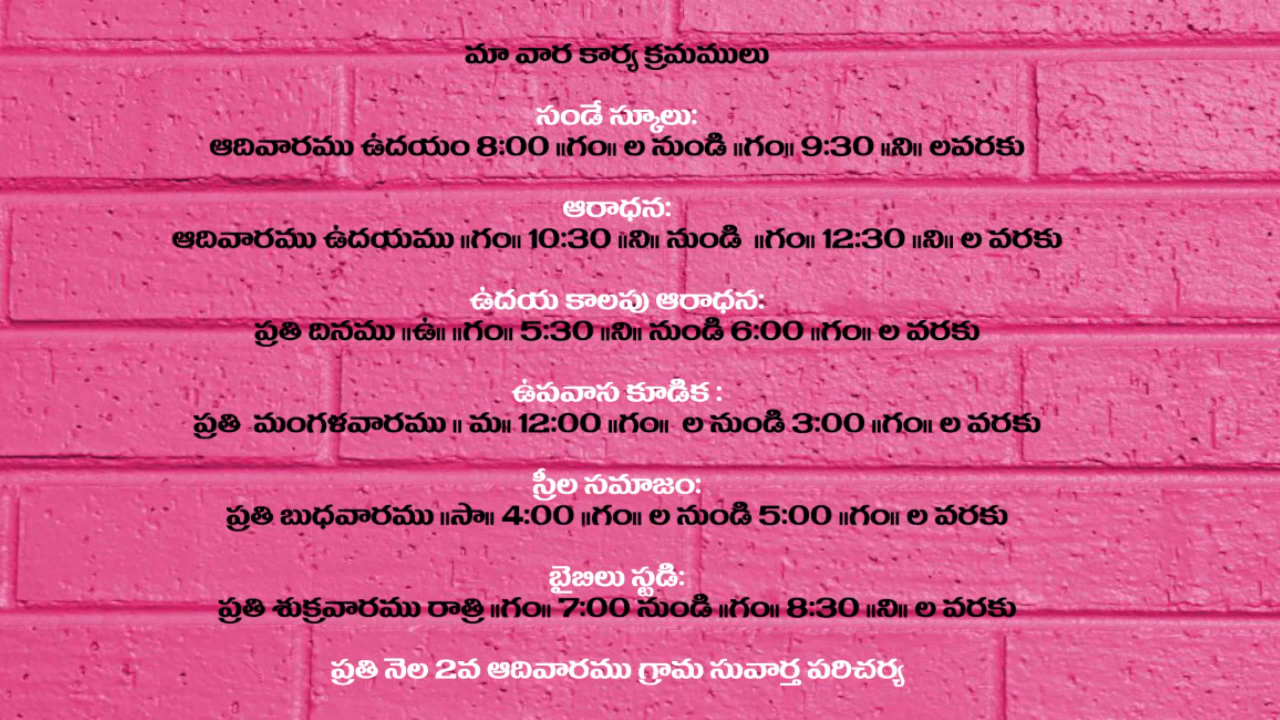 మా వార కార్య క్రమములు
సండే స్కూలు:
ఆదివారము ఉదయం 8:00 ॥గం॥ ల నుండి ॥గం॥ 9:30 ॥ని॥ లవరకు
ఆరాధన:
ఆదివారము ఉదయము ॥గం॥ 10:30 ॥ని॥ నుండి ॥గం॥ 12:30 ॥ని॥ ల వరకు
ఉదయ కాలపు ఆరాధన:
ప్రతి దినము ॥ఉ॥ ॥గం॥ 5:30 ॥ని॥ నుండి 6:00 ॥గం॥ ల వరకు
ఉపవాస కూడిక :
ప్రతి మంగళవారము ॥ మ॥ 12:00 ॥గం॥ ల నుండి 3:00 ॥గం॥ ల వరకు
స్రీల సమాజం:
ప్రతి బుధవారము ॥సా॥ 4:00 ॥గం॥ ల నుండి 5:00 ॥గం॥ ల వరకు
బైబిలు స్టడి:
ప్రతి శుక్రవారము రాత్రి ॥గం॥ 7:00 నుండి ॥గం॥ 8:30 ॥ని॥ ల వరకు
ప్రతి నెల 2వ ఆదివారము గ్రామ సువార్త పరిచర్య